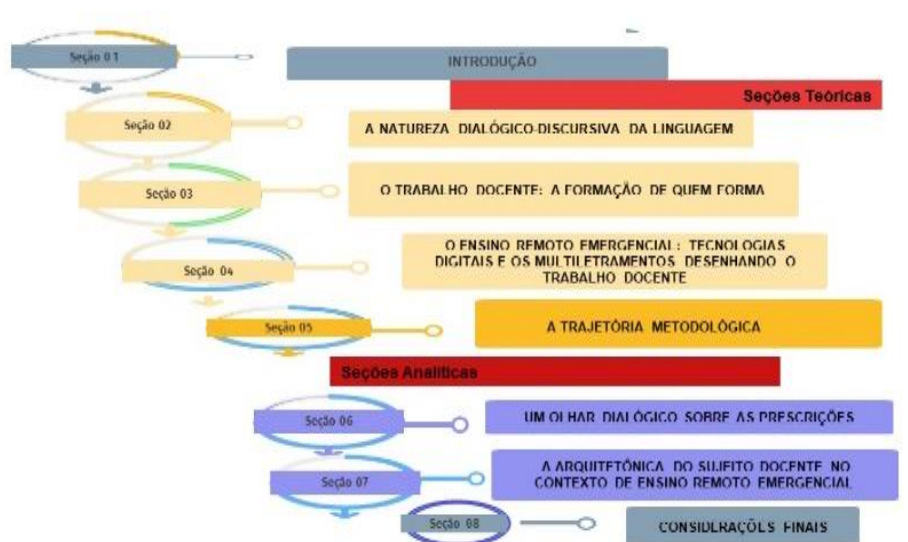 Seção 01
INTRODUÇÃO
Seções Teóricas
Seção 02
A NATUREZA DIALÓGICO-DISCURSIVA DA LINGUAGEM
Seção 03
O TRABALHO DOCENTE: A FORMAÇÃO DE QUEM FORMA
Seção 04
O ENSINO REMOTO EMERGENCIAL: TECNOLOGIAS
DIGITAIS E OS MULTILETRAMENTOS DESENHANDO O
TRABALHO DOCENTE
Seção 05
A TRAJETÓRIA METODOLÓGICA
Seções Analíticas
Seção 06
UM OLHAR DIALÓGICO SOBRE AS PRESCRIÇÕES
Seção 07
A ARQUITETÔNICA DO SUJEITO DOCENTE NO
CONTEXTO DE ENSINO REMOTO EMERGENCIAL
Seção 08
CONSIDERAÇÕES FINAIS